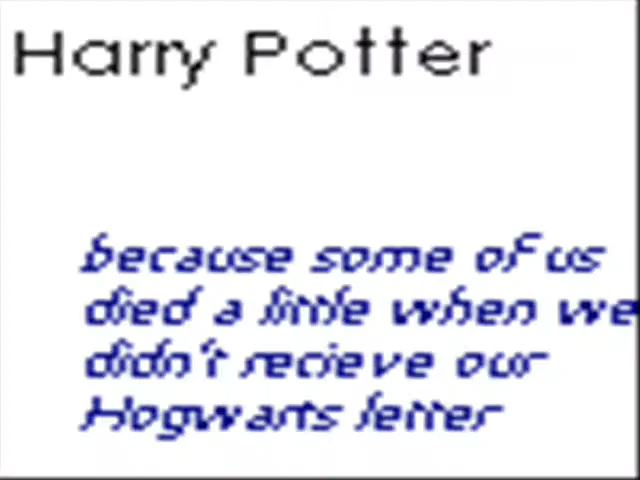 Harry Potter
because some of us
died a little when we
didn't recieve our
Hogwarts letter